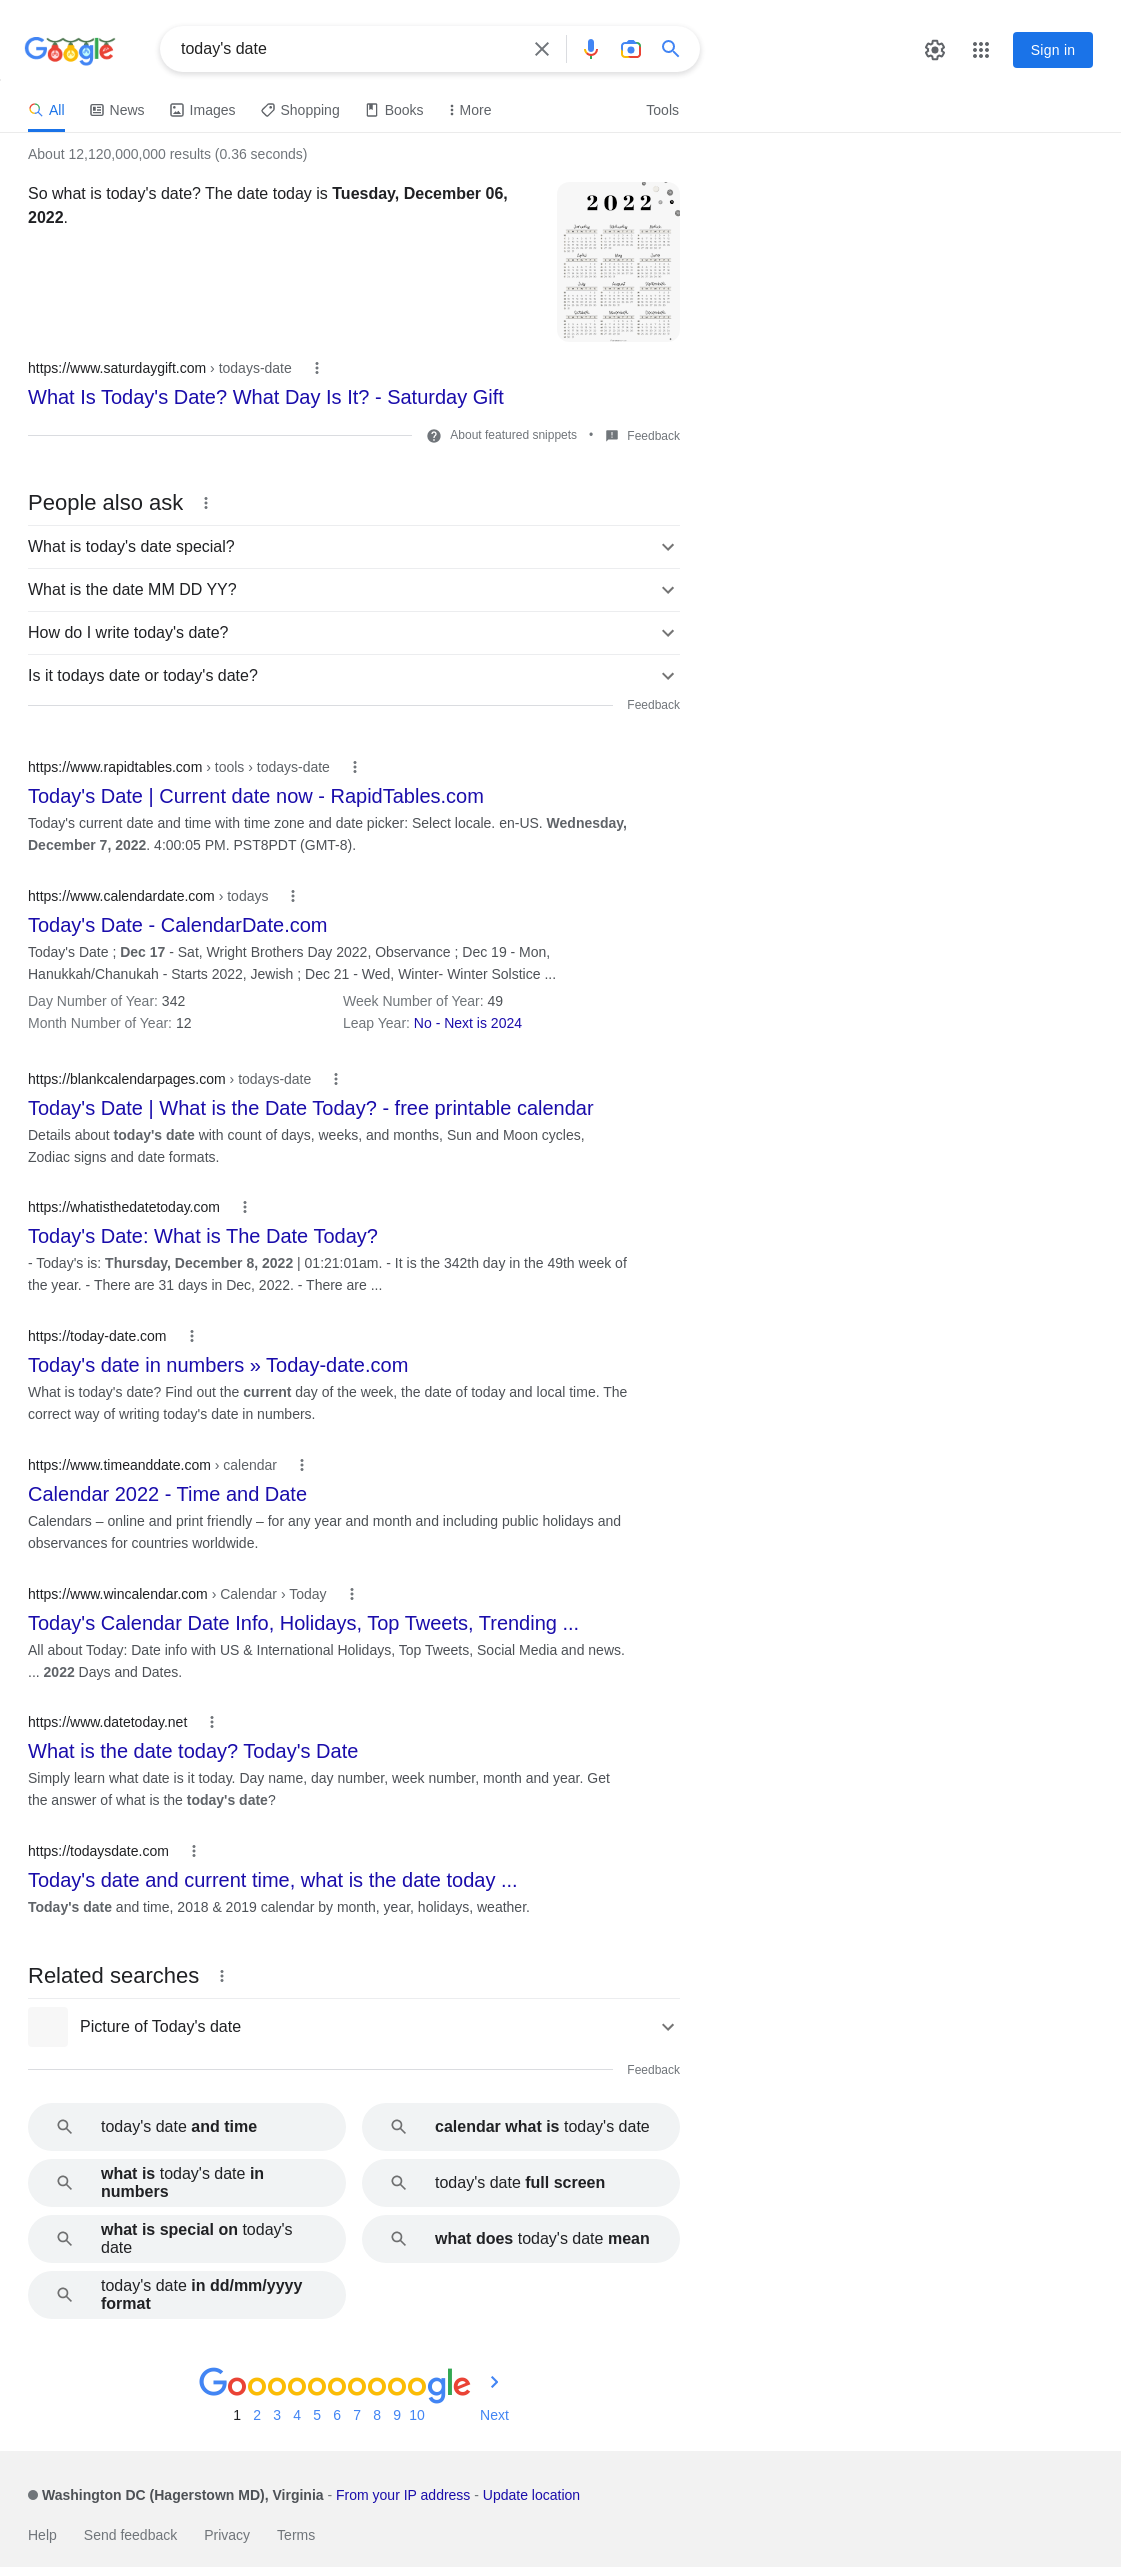 Google
today's date
Sign in
All
News
Images
Shopping
Books
More
Tools
About 12,120,000,000 results (0.36 seconds)
So what is today's date? The date today is Tuesday, December 06,
2022.
2022
https://www.saturdaygift.com › todays-date
What Is Today's Date? What Day Is It? - Saturday Gift
About featured snippets • Feedback
People also ask
What is today's date special?
What is the date MM DD YY?
How do I write today's date?
Is it todays date or today's date?
Feedback
https://www.rapidtables.com › tools › todays-date
Today's Date | Current date now - RapidTables.com
Today's current date and time with time zone and date picker: Select locale. en-US. Wednesday,
December 7, 2022. 4:00:05 PM. PST8PDT (GMT-8).
https://www.calendardate.com › todays
Today's Date - CalendarDate.com
Today's Date ; Dec 17 - Sat, Wright Brothers Day 2022, Observance ; Dec 19 - Mon,
Hanukkah/Chanukah - Starts 2022, Jewish ; Dec 21 - Wed, Winter- Winter Solstice ...
Day Number of Year: 342 Week Number of Year: 49
Month Number of Year: 12 Leap Year: No - Next is 2024
https://blankcalendarpages.com › todays-date
Today's Date | What is the Date Today? - free printable calendar
Details about today's date with count of days, weeks, and months, Sun and Moon cycles,
Zodiac signs and date formats.
https://whatisthedatetoday.com
Today's Date: What is The Date Today?
- Today's is: Thursday, December 8, 2022 | 01:21:01am. - It is the 342th day in the 49th week of
the year. - There are 31 days in Dec, 2022. - There are ...
https://today-date.com
Today's date in numbers » Today-date.com
What is today's date? Find out the current day of the week, the date of today and local time. The
correct way of writing today's date in numbers.
https://www.timeanddate.com › calendar
Calendar 2022 - Time and Date
Calendars – online and print friendly – for any year and month and including public holidays and
observances for countries worldwide.
https://www.wincalendar.com › Calendar › Today
Today's Calendar Date Info, Holidays, Top Tweets, Trending ...
All about Today: Date info with US & International Holidays, Top Tweets, Social Media and news.
... 2022 Days and Dates.
https://www.datetoday.net
What is the date today? Today's Date
Simply learn what date is it today. Day name, day number, week number, month and year. Get
the answer of what is the today's date?
https://todaysdate.com
Today's date and current time, what is the date today ...
Today's date and time, 2018 & 2019 calendar by month, year, holidays, weather.
Related searches
Picture of Today's date
Feedback
today's date and time
calendar what is today's date
what is today's date in
numbers
today's date full screen
what is special on today's
date
what does today's date mean
today's date in dd/mm/yyyy
format
Goooooooooogle
1 2 3 4 5 6 7 8 9 10 Next
Washington DC (Hagerstown MD), Virginia - From your IP address - Update location
Help Send feedback Privacy Terms